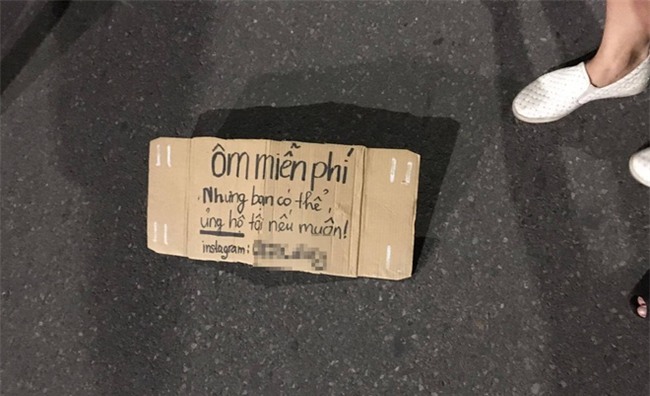 ôm miễn phí
Nhưng bạn có thể
ủng hộ tôi nếu muốn!
instagram: